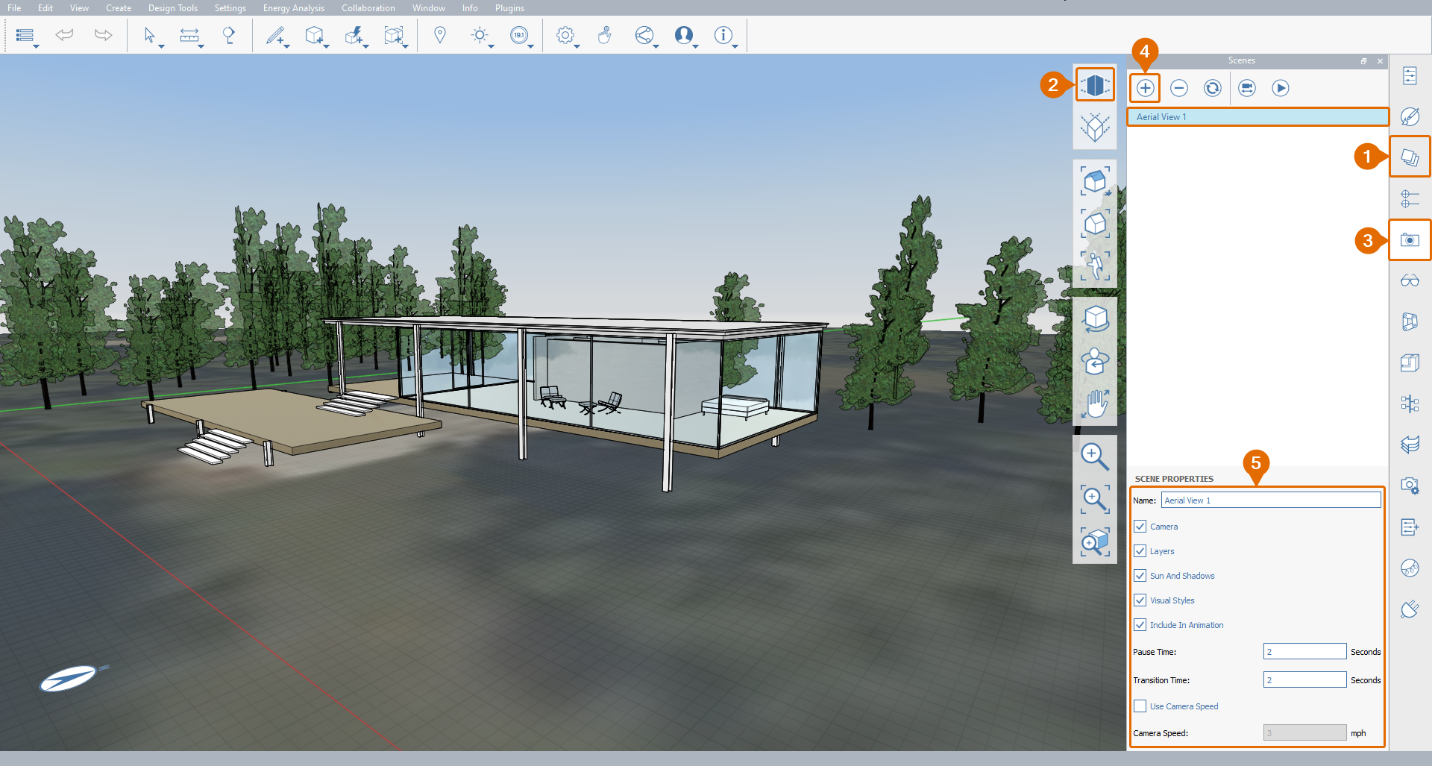 File Edit View Create Design Tools Settings Energy Analysis Collaboration Window Info Plugins
191
4
Scenes
2
Aerial View 1
1
3
5
SCENE PROPERTIES
Name: Aerial View 1
Camera
Layers
Sun And Shadows
Visual Styles
Include In Animation
Pause Time: 2 Seconds
Transition Time: 2 Seconds
Use Camera Speed
Camera Speed: 3 mph